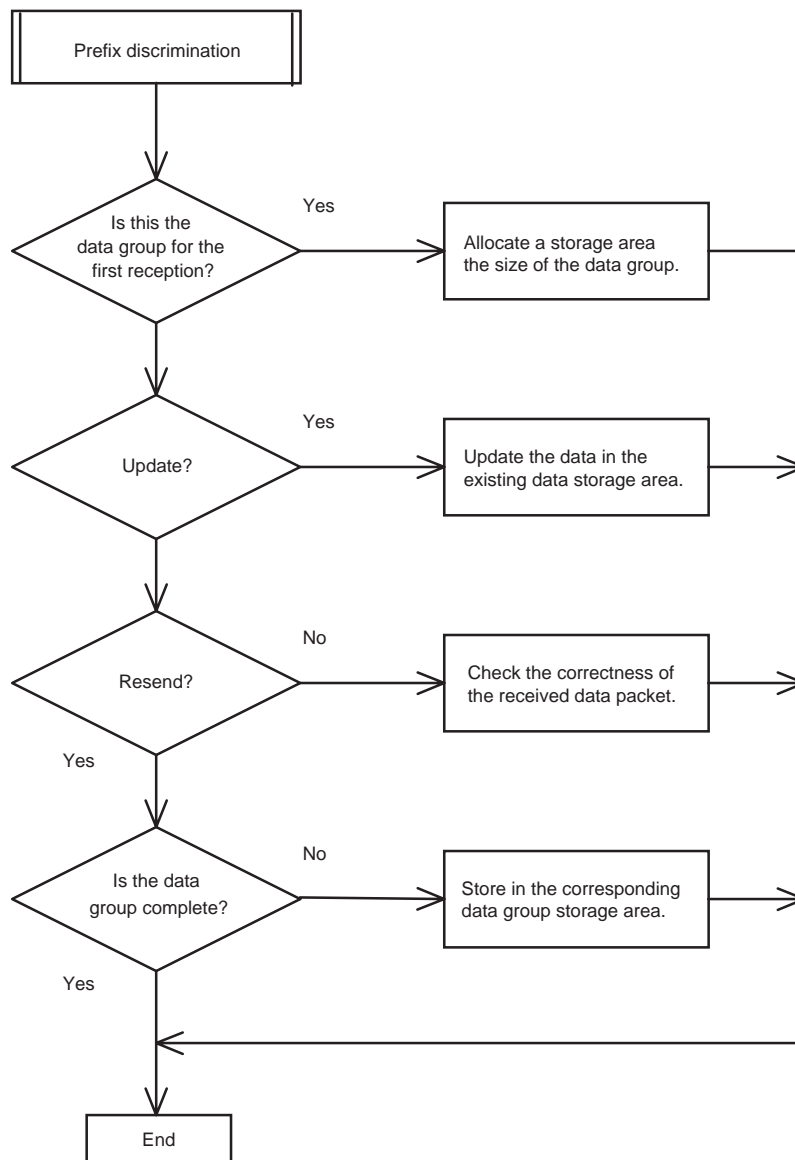 Prefix discrimination
Is this the
data group for the
first reception?
Yes
Allocate a storage area
the size of the data group.
Update?
Yes
Update the data in the
existing data storage area.
Resend?
No
Check the correctness of
the received data packet.
Yes
Is the data
group complete?
No
Store in the corresponding
data group storage area.
Yes
End